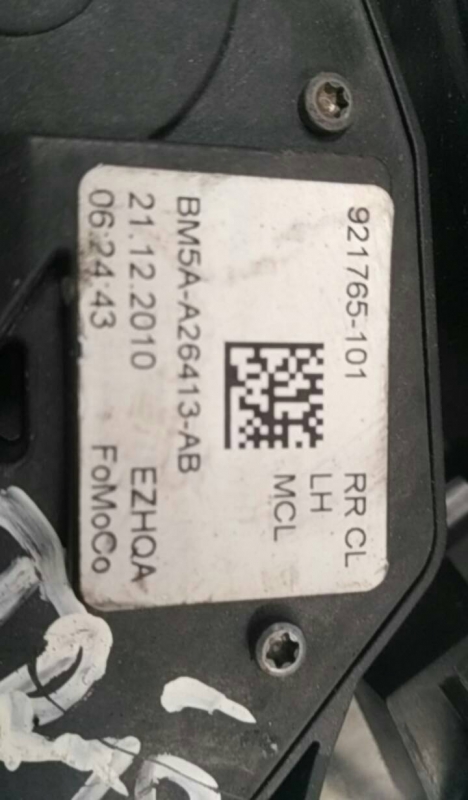 921765-101 RR CL
LH
MCL
BM5A-A26413-AB
21.12.2010 EZHQA
06:24:43 FoMoCo